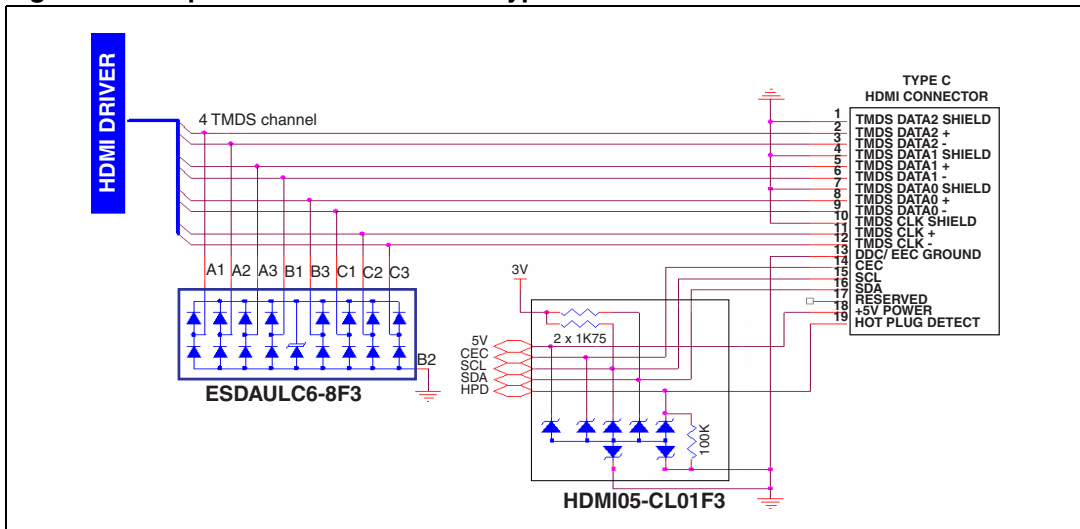 HDMI DRIVER
4 TMDS channel
TYPE C
HDMI CONNECTOR
1 TMDS DATA2 SHIELD
2 TMDS DATA2 +
3 TMDS DATA2 -
4 TMDS DATA1 SHIELD
5 TMDS DATA1 +
6 TMDS DATA1 -
7 TMDS DATA0 SHIELD
8 TMDS DATA0 +
9 TMDS DATA0 -
10 TMDS CLK SHIELD
11 TMDS CLK +
12 TMDS CLK -
13 DDC/ EEC GROUND
14 CEC
15 SCL
16 SDA
17 RESERVED
18 +5V POWER
19 HOT PLUG DETECT
A1 A2 A3 B1 B3 C1 C2 C3
B2
ESDAULC6-8F3
3V
2 x 1K75
5V
CEC
SCL
SDA
HPD
100K
HDMI05-CL01F3